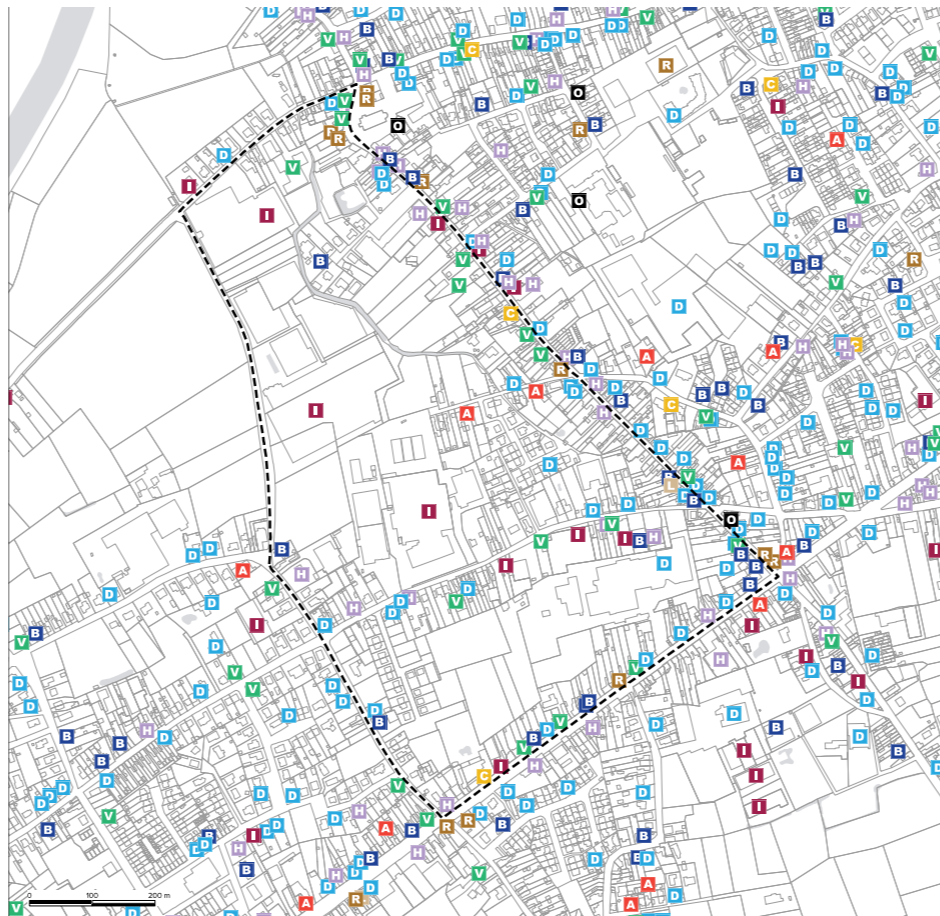 D H H B D D H B V D B
V H B V D V B H D D D D D
V B V D V C R V
H D D B H V D O B C H D B D D
R R V D B D I D D
R R V O R B A D
D V H B D H D B H
I D D H B R D V V
I H V H B O D B H
I D H I D D D B B D R
B V D B H I H D V B
C V D D D
V H B R D A B A H D H C
I D D D A D H D B C B B D B D D D I
A H D V D D V
D D V A D D D V H B V D
I D D B D D B D D V H H H
I D D V I I B H O D D D
D D B V I D B R R A H B I
A V H D D V H D B H D
D D I D H D D H A I D
B V D D H V I D B D
D V V D D R V D I D
D D D B B V H D D B
B H D B B D V I D B
B D V C I H D I I D
D D D D V H D D D I
B V D B I D D H A B V R R D B B
D D H B D D H D B D
B H D D D A D
V A R A D
D D
0 100 200 m